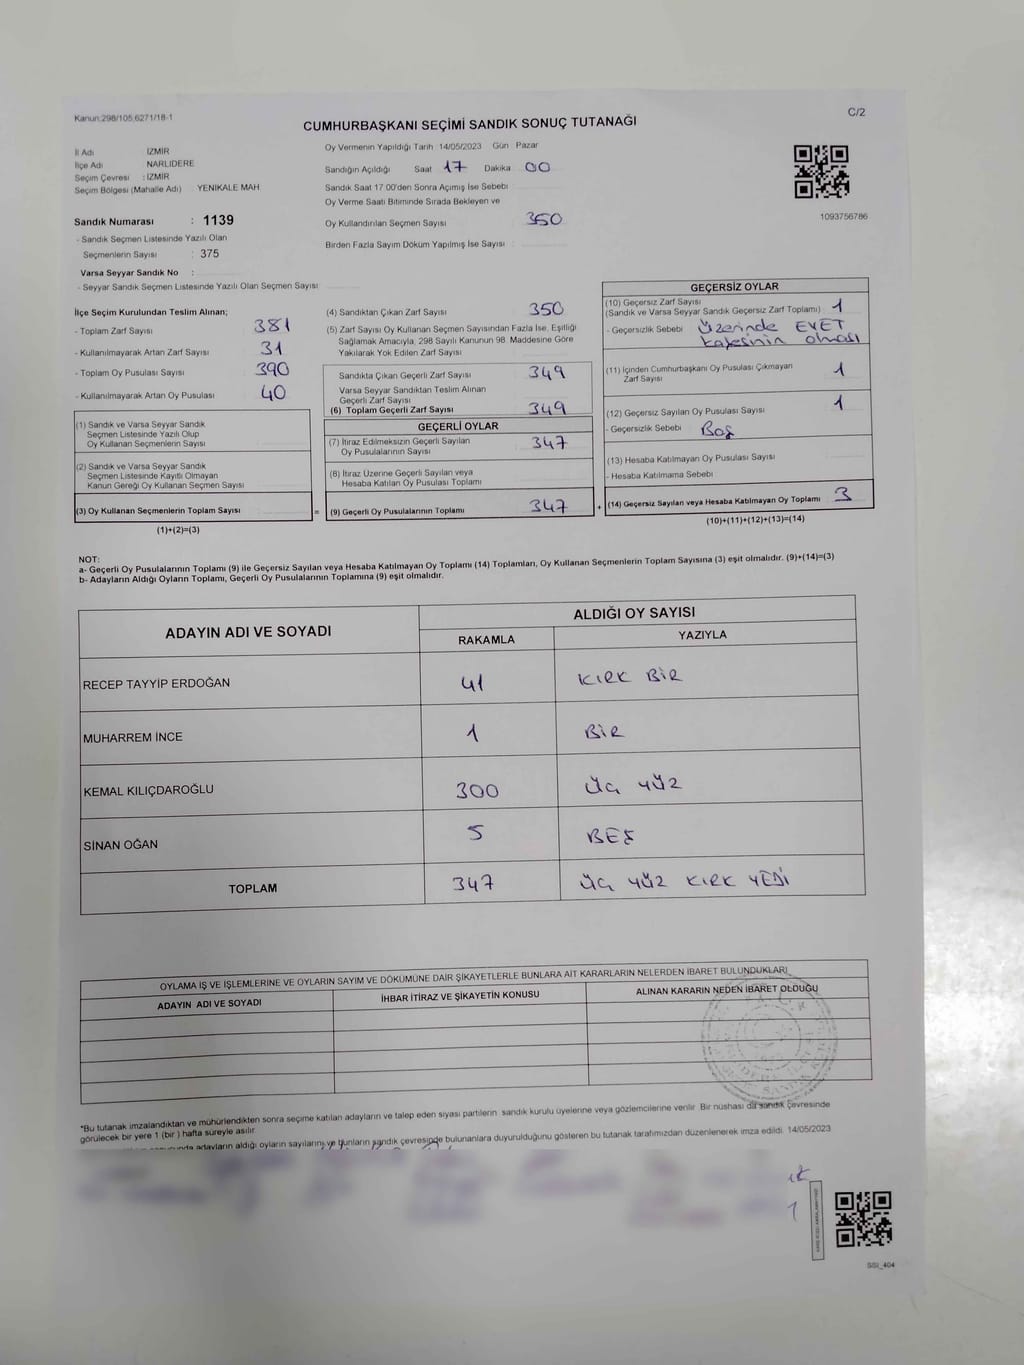 Kanun:298/105,6271/18-1
C/2
CUMHURBAŞKANI SEÇİMİ SANDIK SONUÇ TUTANAĞI
İl Adı İZMİR
İlçe Adı NARLIDERE
Seçim Çevresi : İZMİR
Seçim Bölgesi (Mahalle Adı) YENİKALE MAH
Sandık Numarası : 1139
- Sandık Seçmen Listesinde Yazılı Olan
Seçmenlerin Sayısı : 375
Varsa Seyyar Sandık No :
- Seyyar Sandık Seçmen Listesinde Yazılı Olan Seçmen Sayısı
Oy Vermenin Yapıldığı Tarih 14/05/2023 Gün Pazar
Sandığın Açıldığı Saat 17 Dakika 00
Sandık Saat 17.00'den Sonra Açımış İse Sebebi
Oy Verme Saati Bitiminde Sırada Bekleyen ve
Oy Kullandırılan Seçmen Sayısı 350
Birden Fazla Sayım Döküm Yapılmış İse Sayısı
1093756786
İlçe Seçim Kurulundan Teslim Alınan;
- Toplam Zarf Sayısı 381
- Kullanılmayarak Artan Zarf Sayısı 31
- Toplam Oy Pusulası Sayısı 390
- Kullanılmayarak Artan Oy Pusulası 40
(1) Sandık ve Varsa Seyyar Sandık
Seçmen Listesinde Yazılı Olup
Oy Kullanan Seçmenlerin Sayısı
(2) Sandık ve Varsa Seyyar Sandık
Seçmen Listesinde Kayıtlı Olmayan
Kanun Gereği Oy Kullanan Seçmen Sayısı
(3) Oy Kullanan Seçmenlerin Toplam Sayısı =
(1)+(2)=(3)
(4) Sandıktan Çıkan Zarf Sayısı 350
(5) Zarf Sayısı Oy Kullanan Seçmen Sayısından Fazla İse, Eşitliği
Sağlamak Amacıyla, 298 Sayılı Kanunun 98. Maddesine Göre
Yakılarak Yok Edilen Zarf Sayısı
Sandıkta Çıkan Geçerli Zarf Sayısı 349
Varsa Seyyar Sandıktan Teslim Alınan
Geçerli Zarf Sayısı
(6) Toplam Geçerli Zarf Sayısı 349
GEÇERLİ OYLAR
(7) İtiraz Edilmeksizin Geçerli Sayılan
Oy Pusulalarının Sayısı 347
(8) İtiraz Üzerine Geçerli Sayılan veya
Hesaba Katılan Oy Pusulası Toplamı
(9) Geçerli Oy Pusulalarının Toplamı 347 +
GEÇERSİZ OYLAR
(10) Geçersiz Zarf Sayısı
(Sandık ve Varsa Seyyar Sandık Geçersiz Zarf Toplamı) 1
- Geçersizlik Sebebi üzerinde EVET
kafesinin olması
(11) İçinden Cumhurbaşkanı Oy Pusulası Çıkmayan
Zarf Sayısı 1
(12) Geçersiz Sayılan Oy Pusulası Sayısı 1
- Geçersizlik Sebebi Boş
(13) Hesaba Katılmayan Oy Pusulası Sayısı
- Hesaba Katılmama Sebebi
(14) Geçersiz Sayılan veya Hesaba Katılmayan Oy Toplamı 3
(10)+(11)+(12)+(13)=(14)
NOT:
a- Geçerli Oy Pusulalarının Toplamı (9) ile Geçersiz Sayılan veya Hesaba Katılmayan Oy Toplamı (14) Toplamları, Oy Kullanan Seçmenlerin Toplam Sayısına (3) eşit olmalıdır. (9)+(14)=(3)
b- Adayların Aldığı Oyların Toplamı, Geçerli Oy Pusulalarının Toplamına (9) eşit olmalıdır.
ADAYIN ADI VE SOYADI ALDIĞI OY SAYISI
RAKAMLA YAZIYLA
RECEP TAYYİP ERDOĞAN 41 KIRK BİR
MUHARREM İNCE 1 BİR
KEMAL KILIÇDAROĞLU 300 ÜÇ YÜZ
SİNAN OĞAN 5 BEŞ
TOPLAM 347 ÜÇ YÜZ KIRK YEDİ
OYLAMA İŞ VE İŞLEMLERİNE VE OYLARIN SAYIM VE DÖKÜMÜNE DAİR ŞİKAYETLERLE BUNLARA AİT KARARLARIN NELERDEN İBARET BULUNDUKLARI
ADAYIN ADI VE SOYADI İHBAR İTİRAZ VE ŞİKAYETİN KONUSU ALINAN KARARIN NEDEN İBARET OLDUĞU
*Bu tutanak imzalandıktan ve mühürlendikten sonra seçime katılan adayların ve talep eden siyasi partilerin sandık kurulu üyelerine veya gözlemcilerine verilir. Bir nüshası da sandık çevresinde
görülecek bir yere 1 (bir) hafta süreyle asılır.
adayların aldığı oyların sayılarını ve bunların sandık çevresinde bulunanlara duyurulduğunu gösteren bu tutanak tarafımızdan düzenlenerek imza edildi. 14/05/2023
SSI_404